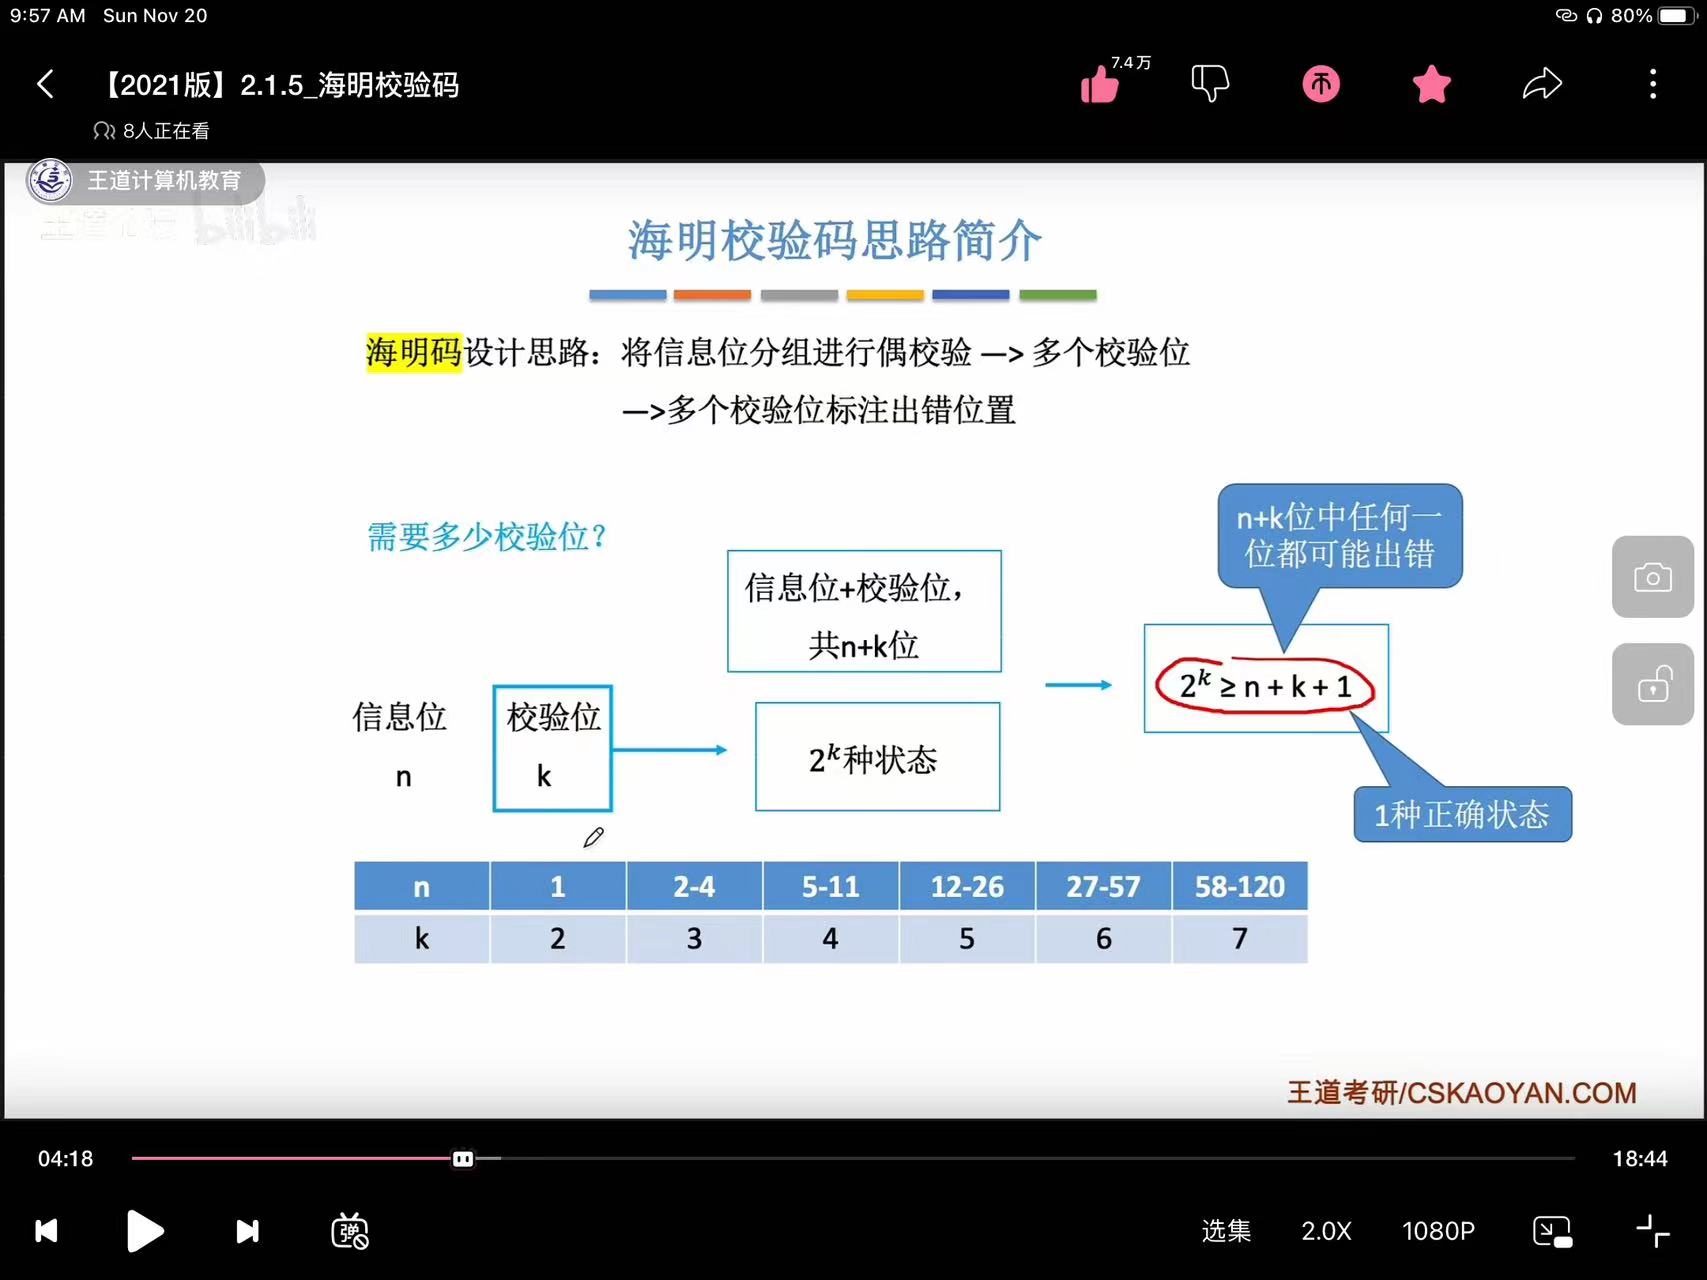 9:57 AM Sun Nov 20
80%
【2021版】2.1.5_海明校验码
7.4万
8人正在看
王道计算机教育
bilibili
海明校验码思路简介
海明码设计思路：将信息位分组进行偶校验 —> 多个校验位
—>多个校验位标注出错位置
n+k位中任何一
位都可能出错
需要多少校验位？
信息位+校验位，
共n+k位
2^k ≥ n + k + 1
信息位 校验位
n k
2^k种状态
1种正确状态
n 1 2-4 5-11 12-26 27-57 58-120
k 2 3 4 5 6 7
王道考研/CSKAOYAN.COM
04:18 18:44
弹 选集 2.0X 1080P